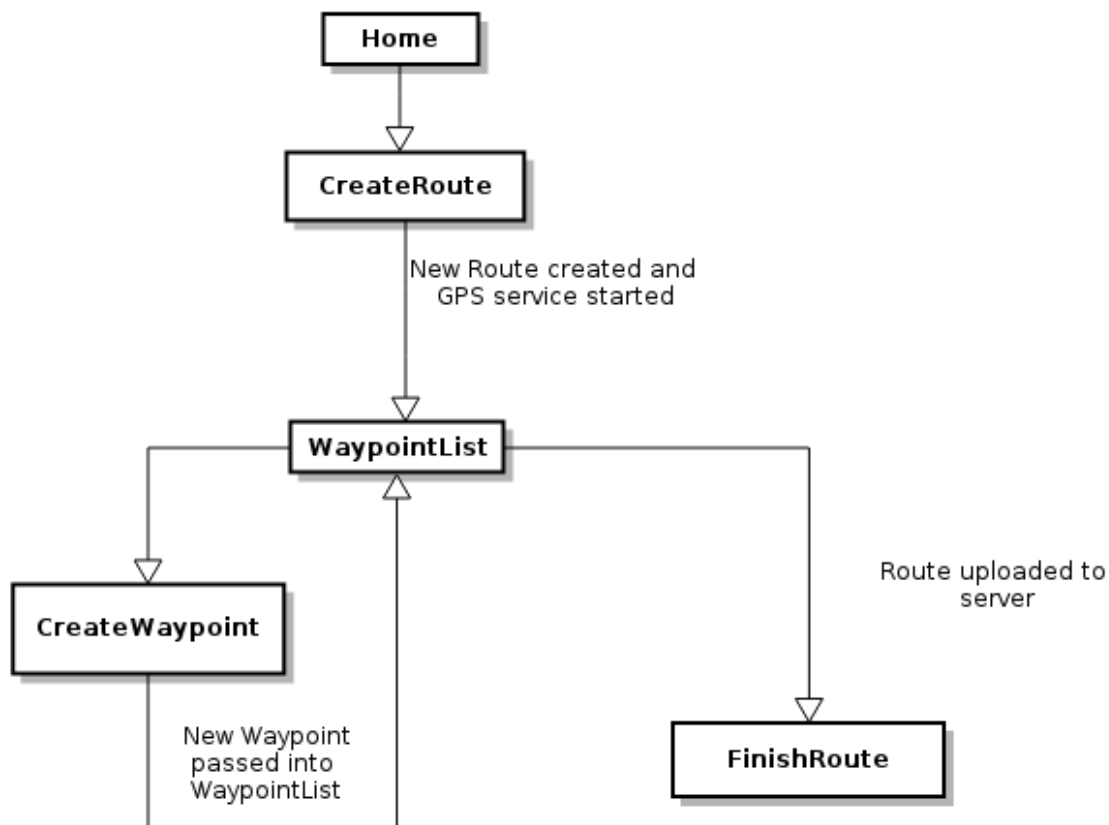 Home
CreateRoute
New Route created and
GPS service started
WaypointList
Route uploaded to
server
CreateWaypoint
New Waypoint
passed into
WaypointList
FinishRoute